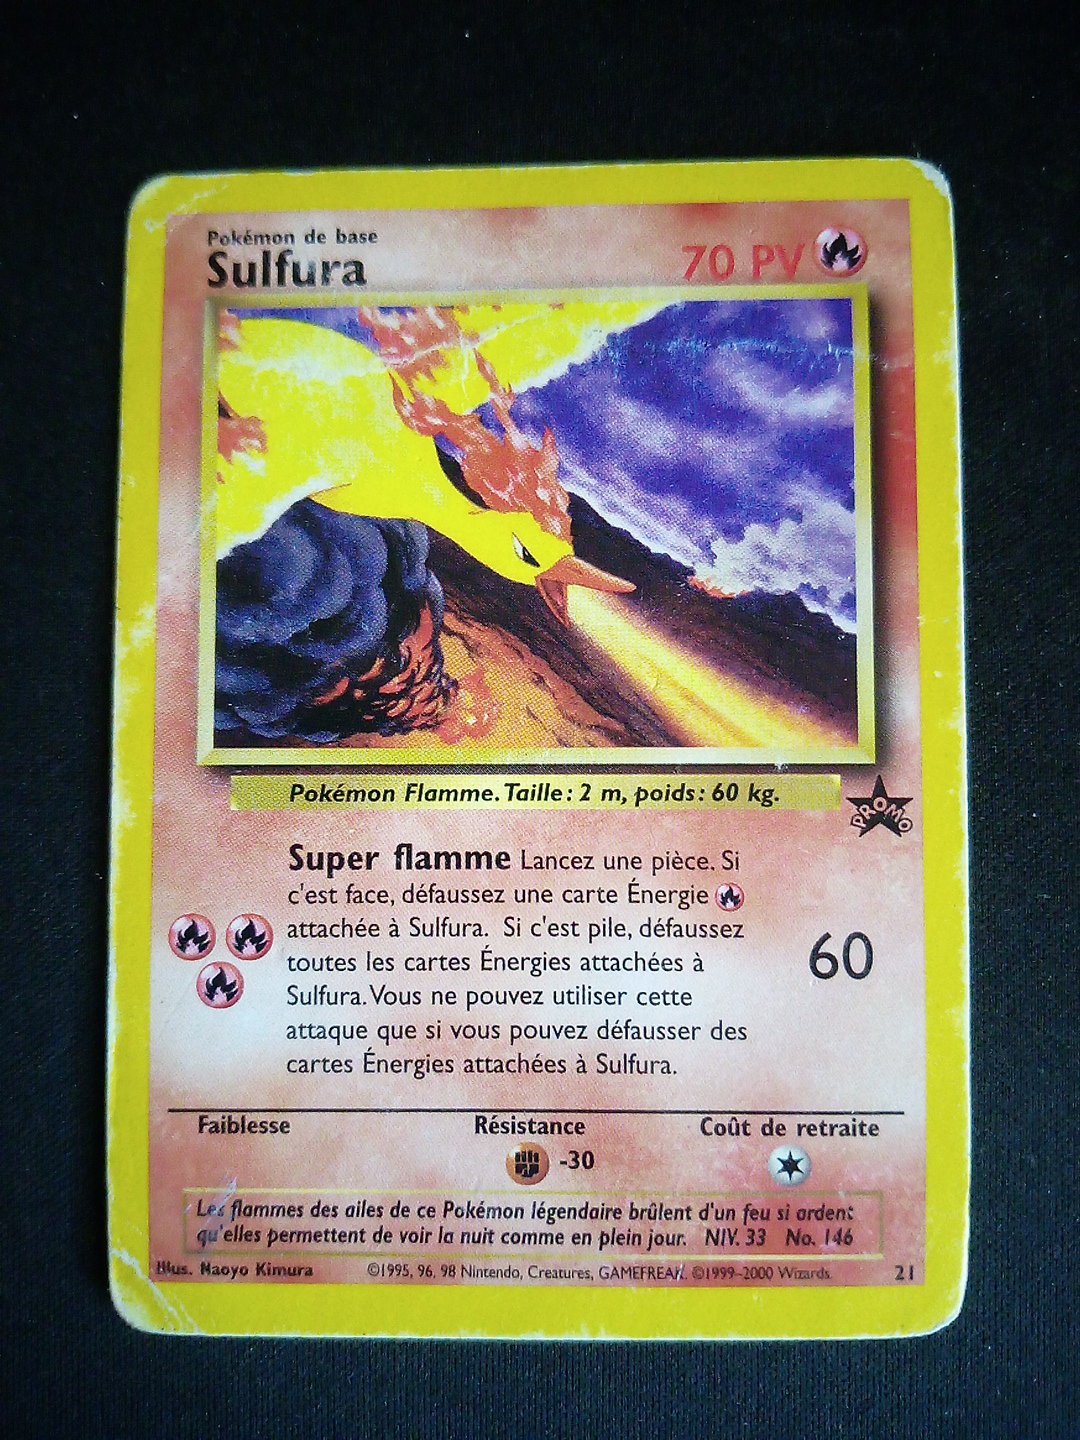 Pokémon de base
Sulfura
70 PV
Pokémon Flamme. Taille: 2 m, poids: 60 kg.
PROMO
Super flamme Lancez une pièce. Si
c'est face, défaussez une carte Énergie
attachée à Sulfura. Si c'est pile, défaussez
toutes les cartes Énergies attachées à
Sulfura. Vous ne pouvez utiliser cette
attaque que si vous pouvez défausser des
cartes Énergies attachées à Sulfura.
60
Faiblesse Résistance Coût de retraite
-30
Les flammes des ailes de ce Pokémon légendaire brûlent d'un feu si ardent
qu'elles permettent de voir la nuit comme en plein jour. NIV. 33 No. 146
Illus. Naoyo Kimura ©1995, 96, 98 Nintendo, Creatures, GAMEFREAK. ©1999–2000 Wizards. 21